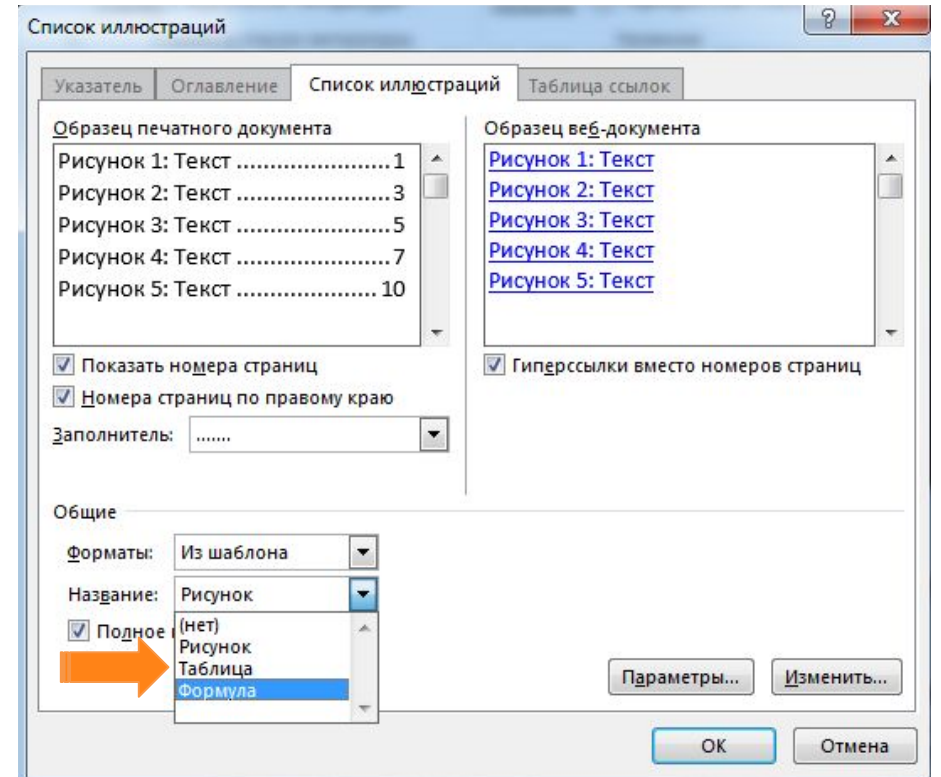 Список иллюстраций
Указатель
Оглавление
Список иллюстраций
Таблица ссылок
Образец печатного документа
Рисунок 1: Текст ........................1
Рисунок 2: Текст ........................3
Рисунок 3: Текст ........................5
Рисунок 4: Текст ........................7
Рисунок 5: Текст ...................... 10
Образец веб-документа
Рисунок 1: Текст
Рисунок 2: Текст
Рисунок 3: Текст
Рисунок 4: Текст
Рисунок 5: Текст
Показать номера страниц
Номера страниц по правому краю
Заполнитель: .......
Гиперссылки вместо номеров страниц
Общие
Форматы: Из шаблона
Название: Рисунок
Полное
(нет)
Рисунок
Таблица
Формула
Параметры...
Изменить...
ОК
Отмена